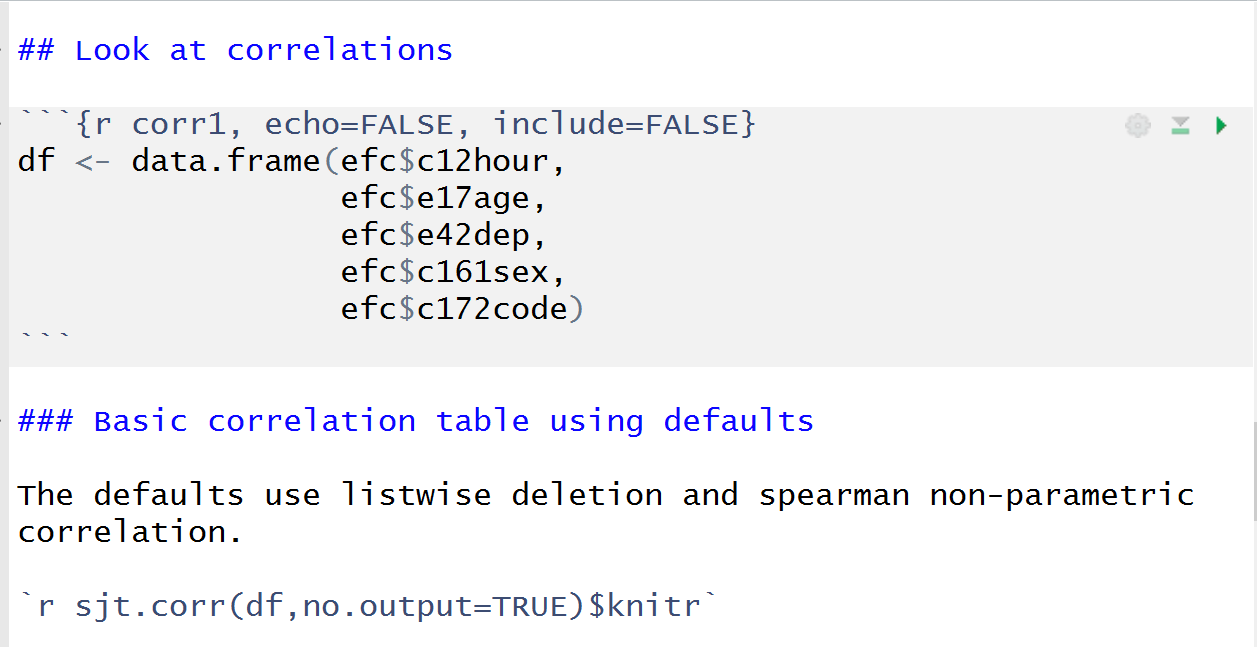 ## Look at correlations
```{r corr1, echo=FALSE, include=FALSE}
df <- data.frame(efc$c12hour,
                 efc$e17age,
                 efc$e42dep,
                 efc$c161sex,
                 efc$c172code)
```
### Basic correlation table using defaults
The defaults use listwise deletion and spearman non-parametric
correlation.
`r sjt.corr(df,no.output=TRUE)$knitr`